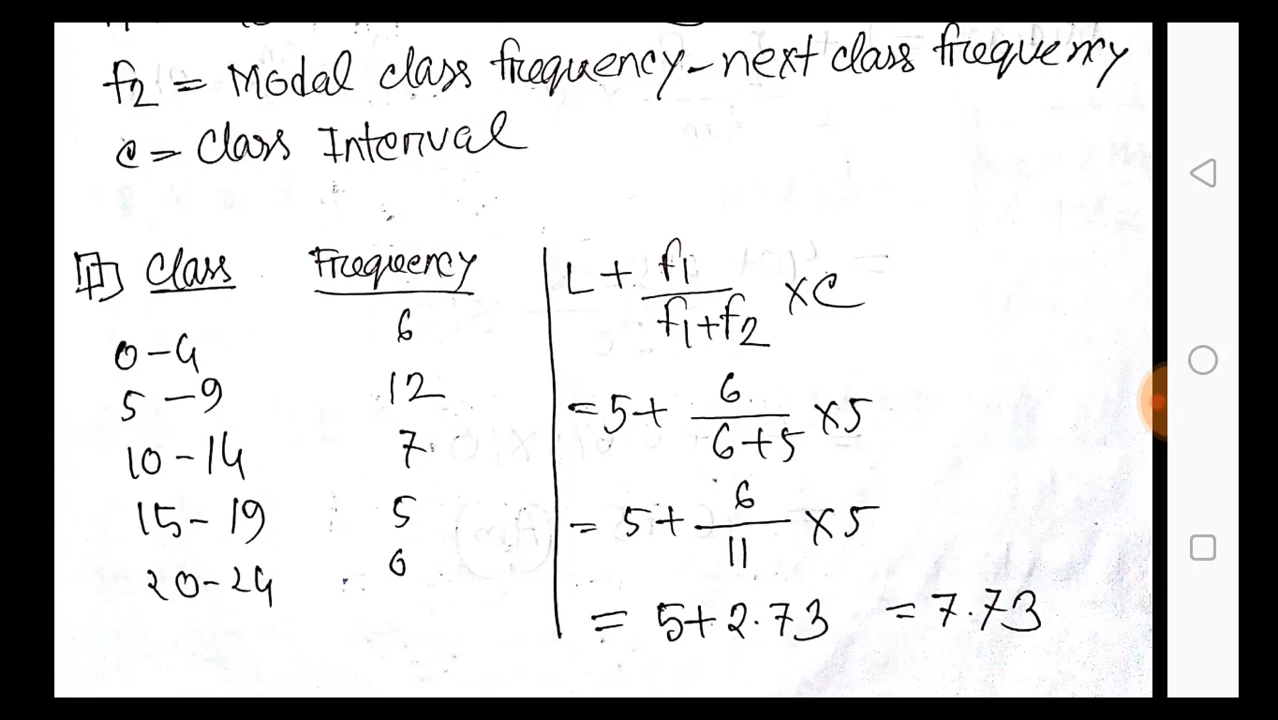 f2 = Modal class frequency - next class frequency
c = Class Interval
Class Frequency
0-4 6
5-9 12
10-14 7
15-19 5
20-24 6
L + f1/(f1+f2) × C
= 5 + 6/(6+5) × 5
= 5 + 6/11 × 5
= 5 + 2.73 = 7.73